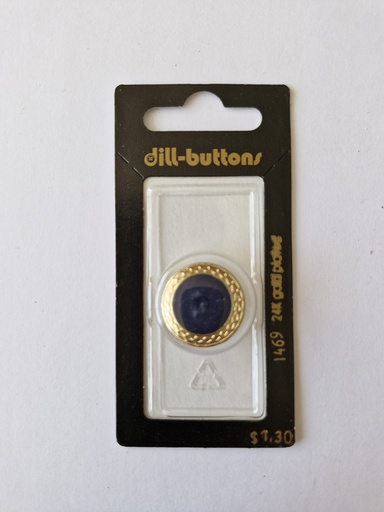 dill-buttons
1469 24K gold plated
$1.30